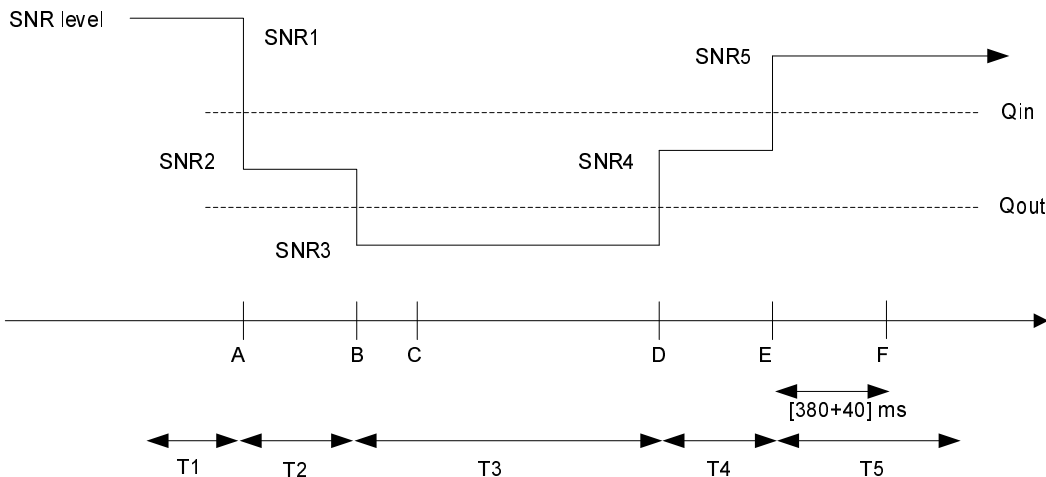 SNR level
SNR1
SNR5
Qin
SNR2
SNR4
Qout
SNR3
A B C D E F
[380+40] ms
T1 T2 T3 T4 T5